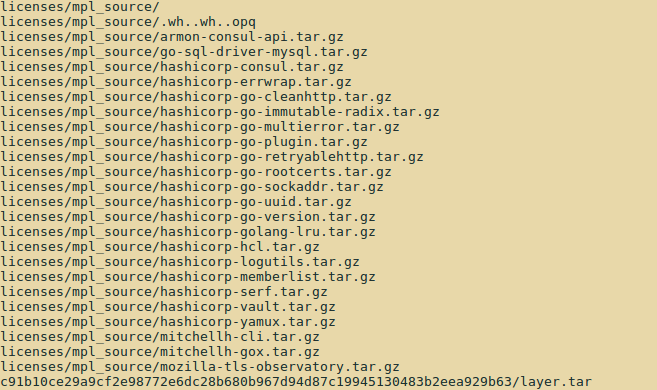 licenses/mpl_source/
licenses/mpl_source/.wh..wh..opq
licenses/mpl_source/armon-consul-api.tar.gz
licenses/mpl_source/go-sql-driver-mysql.tar.gz
licenses/mpl_source/hashicorp-consul.tar.gz
licenses/mpl_source/hashicorp-errwrap.tar.gz
licenses/mpl_source/hashicorp-go-cleanhttp.tar.gz
licenses/mpl_source/hashicorp-go-immutable-radix.tar.gz
licenses/mpl_source/hashicorp-go-multierror.tar.gz
licenses/mpl_source/hashicorp-go-plugin.tar.gz
licenses/mpl_source/hashicorp-go-retryablehttp.tar.gz
licenses/mpl_source/hashicorp-go-rootcerts.tar.gz
licenses/mpl_source/hashicorp-go-sockaddr.tar.gz
licenses/mpl_source/hashicorp-go-uuid.tar.gz
licenses/mpl_source/hashicorp-go-version.tar.gz
licenses/mpl_source/hashicorp-golang-lru.tar.gz
licenses/mpl_source/hashicorp-hcl.tar.gz
licenses/mpl_source/hashicorp-logutils.tar.gz
licenses/mpl_source/hashicorp-memberlist.tar.gz
licenses/mpl_source/hashicorp-serf.tar.gz
licenses/mpl_source/hashicorp-vault.tar.gz
licenses/mpl_source/hashicorp-yamux.tar.gz
licenses/mpl_source/mitchellh-cli.tar.gz
licenses/mpl_source/mitchellh-gox.tar.gz
licenses/mpl_source/mozilla-tls-observatory.tar.gz
c91b10ce29a9cf2e98772e6dc28b680b967d94d87c19945130483b2eea929b63/layer.tar